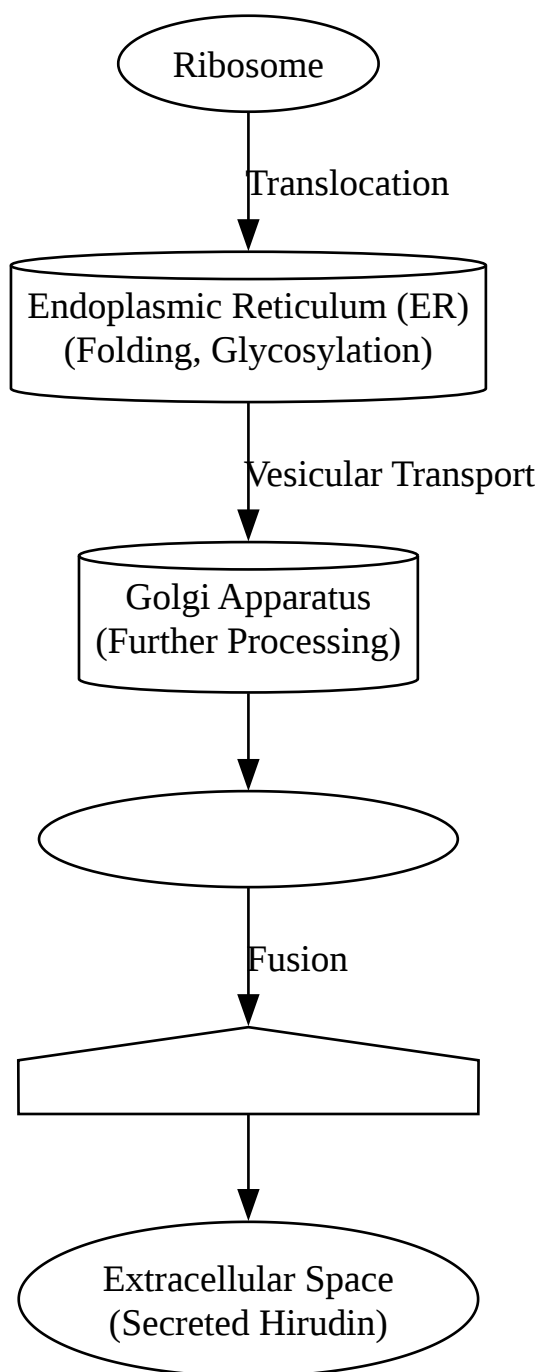 Ribosome
Translocation
Endoplasmic Reticulum (ER)
(Folding, Glycosylation)
Vesicular Transport
Golgi Apparatus
(Further Processing)
Fusion
Extracellular Space
(Secreted Hirudin)